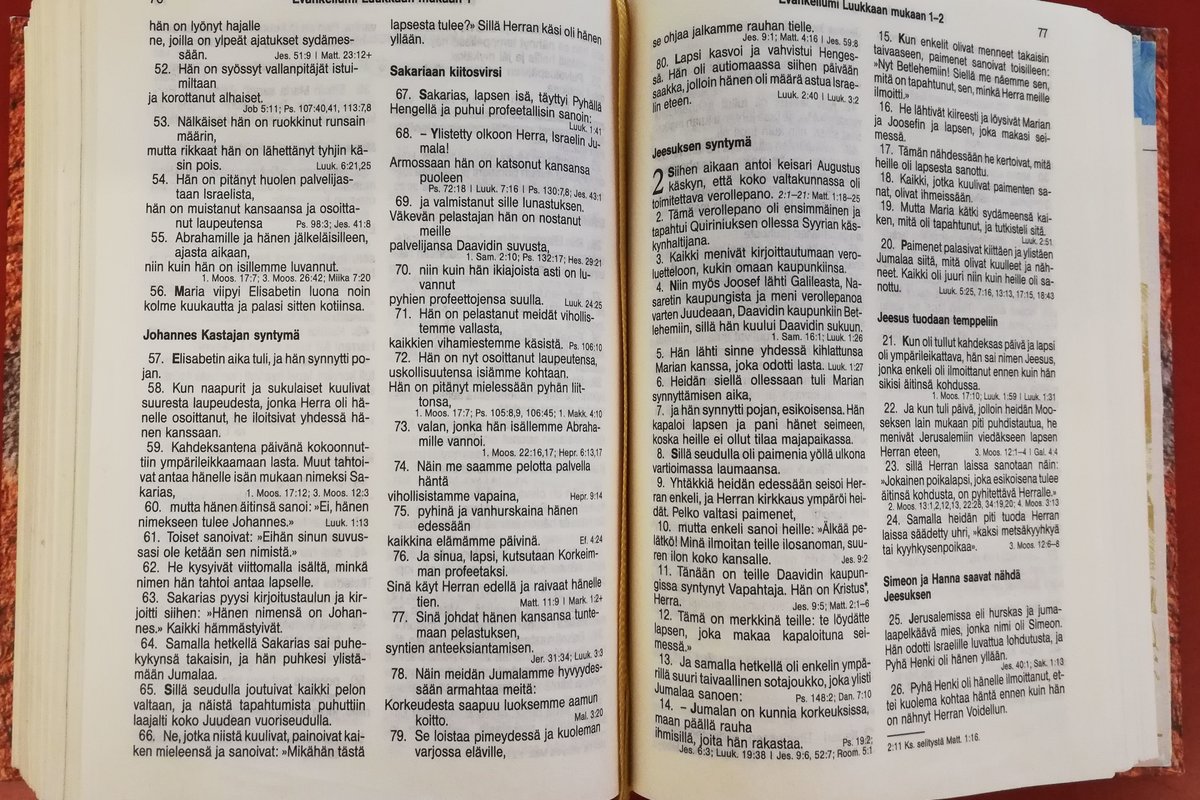 76
Evankeliumi Luukkaan mukaan 1
hän on lyönyt hajalle
ne, joilla on ylpeät ajatukset sydämes-
sään. Jes. 51:9 I Matt. 23:12+
52. Hän on syössyt vallanpitäjät istui-
miltaan
ja korottanut alhaiset.
Job 5:11; Ps. 107:40,41, 113:7,8
53. Nälkäiset hän on ruokkinut runsain
määrin,
mutta rikkaat hän on lähettänyt tyhjin kä-
sin pois. Luuk. 6:21,25
54. Hän on pitänyt huolen palvelijas-
taan Israelista,
hän on muistanut kansaansa ja osoitta-
nut laupeutensa Ps. 98:3; Jes. 41:8
55. Abrahamille ja hänen jälkeläisilleen,
ajasta aikaan,
niin kuin hän on isillemme luvannut.
1. Moos. 17:7; 3. Moos. 26:42; Miika 7:20
56. Maria viipyi Elisabetin luona noin
kolme kuukautta ja palasi sitten kotiinsa.
Johannes Kastajan syntymä
57. Elisabetin aika tuli, ja hän synnytti po-
jan.
58. Kun naapurit ja sukulaiset kuulivat
suuresta laupeudesta, jonka Herra oli hä-
nelle osoittanut, he iloitsivat yhdessä hä-
nen kanssaan.
59. Kahdeksantena päivänä kokoonnut-
tiin ympärileikkaamaan lasta. Muut tahtoi-
vat antaa hänelle isän mukaan nimeksi Sa-
karias, 1. Moos. 17:12; 3. Moos. 12:3
60. mutta hänen äitinsä sanoi: »Ei, hänen
nimekseen tulee Johannes.» Luuk. 1:13
61. Toiset sanoivat: »Eihän sinun suvus-
sasi ole ketään sen nimistä.»
62. He kysyivät viittomalla isältä, minkä
nimen hän tahtoi antaa lapselle.
63. Sakarias pyysi kirjoitustaulun ja kir-
joitti siihen: »Hänen nimensä on Johan-
nes.» Kaikki hämmästyivät.
64. Samalla hetkellä Sakarias sai puhe-
kykynsä takaisin, ja hän puhkesi ylistä-
mään Jumalaa.
65. Sillä seudulla joutuivat kaikki pelon
valtaan, ja näistä tapahtumista puhuttiin
laajalti koko Juudean vuoriseudulla.
66. Ne, jotka niistä kuulivat, painoivat kai-
ken mieleensä ja sanoivat: »Mikähän tästä
lapsesta tulee?» Sillä Herran käsi oli hänen
yllään.
Sakariaan kiitosvirsi
67. Sakarias, lapsen isä, täyttyi Pyhällä
Hengellä ja puhui profeetallisin sanoin:
Luuk. 1:41
68. – Ylistetty olkoon Herra, Israelin Ju-
mala!
Armossaan hän on katsonut kansansa
puoleen
Ps. 72:18 I Luuk. 7:16 I Ps. 130:7,8; Jes. 43:1
69. ja valmistanut sille lunastuksen.
Väkevän pelastajan hän on nostanut
meille
palvelijansa Daavidin suvusta,
1. Sam. 2:10; Ps. 132:17; Hes. 29:21
70. niin kuin hän ikiajoista asti on lu-
vannut
pyhien profeettojensa suulla. Luuk. 24:25
71. Hän on pelastanut meidät vihollis-
temme vallasta,
kaikkien vihamiestemme käsistä. Ps. 106:10
72. Hän on nyt osoittanut laupeutensa,
uskollisuutensa isiämme kohtaan.
Hän on pitänyt mielessään pyhän liit-
tonsa,
1. Moos. 17:7; Ps. 105:8,9, 106:45; 1. Makk. 4:10
73. valan, jonka hän isällemme Abraha-
mille vannoi.
1. Moos. 22:16,17; Hepr. 6:13,17
74. Näin me saamme pelotta palvella
häntä
vihollisistamme vapaina, Hepr. 9:14
75. pyhinä ja vanhurskaina hänen
edessään
kaikkina elämämme päivinä. Ef. 4:24
76. Ja sinua, lapsi, kutsutaan Korkeim-
man profeetaksi.
Sinä käyt Herran edellä ja raivaat hänelle
tien. Matt. 11:9 I Mark. 1:2+
77. Sinä johdat hänen kansansa tunte-
maan pelastuksen,
syntien anteeksiantamisen.
Jer. 31:34; Luuk. 3:3
78. Näin meidän Jumalamme hyvyydes-
sään armahtaa meitä:
Korkeudesta saapuu luoksemme aamun
koitto. Mal. 3:20
79. Se loistaa pimeydessä ja kuoleman
varjossa eläville,
Evankeliumi Luukkaan mukaan 1–2
77
se ohjaa jalkamme rauhan tielle.
Jes. 9:1; Matt. 4:16 I Jes. 59:8
80. Lapsi kasvoi ja vahvistui Henges-
sä. Hän oli autiomaassa siihen päivään
saakka, jolloin hänen oli määrä astua Israe-
lin eteen. Luuk. 2:40 I Luuk. 3:2
Jeesuksen syntymä
2 Siihen aikaan antoi keisari Augustus
käskyn, että koko valtakunnassa oli
toimitettava verollepano. 2:1–21: Matt. 1:18–25
2. Tämä verollepano oli ensimmäinen ja
tapahtui Quiriniuksen ollessa Syyrian käs-
kynhaltijana.
3. Kaikki menivät kirjoittautumaan vero-
luetteloon, kukin omaan kaupunkiinsa.
4. Niin myös Joosef lähti Galileasta, Na-
saretin kaupungista ja meni verollepanoa
varten Juudeaan, Daavidin kaupunkiin Bet-
lehemiin, sillä hän kuului Daavidin sukuun.
1. Sam. 16:1; Luuk. 1:26
5. Hän lähti sinne yhdessä kihlattunsa
Marian kanssa, joka odotti lasta. Luuk. 1:27
6. Heidän siellä ollessaan tuli Marian
synnyttämisen aika,
7. ja hän synnytti pojan, esikoisensa. Hän
kapaloi lapsen ja pani hänet seimeen,
koska heille ei ollut tilaa majapaikassa.
8. Sillä seudulla oli paimenia yöllä ulkona
vartioimassa laumaansa.
9. Yhtäkkiä heidän edessään seisoi Her-
ran enkeli, ja Herran kirkkaus ympäröi hei-
dät. Pelko valtasi paimenet,
10. mutta enkeli sanoi heille: »Älkää pe-
lätkö! Minä ilmoitan teille ilosanoman, suu-
ren ilon koko kansalle. Jes. 9:2
11. Tänään on teille Daavidin kaupun-
gissa syntynyt Vapahtaja. Hän on Kristus*,
Herra. Jes. 9:5; Matt. 2:1–6
12. Tämä on merkkinä teille: te löydätte
lapsen, joka makaa kapaloituna sei-
messä.»
13. Ja samalla hetkellä oli enkelin ympä-
rillä suuri taivaallinen sotajoukko, joka ylisti
Jumalaa sanoen: Ps. 148:2; Dan. 7:10
14. – Jumalan on kunnia korkeuksissa,
maan päällä rauha
ihmisillä, joita hän rakastaa. Ps. 19:2;
Jes. 6:3; Luuk. 19:38 I Jes. 9:6, 52:7; Room. 5:1
15. Kun enkelit olivat menneet takaisin
taivaaseen, paimenet sanoivat toisilleen:
»Nyt Betlehemiin! Siellä me näemme sen,
mitä on tapahtunut, sen, minkä Herra meille
ilmoitti.»
16. He lähtivät kiireesti ja löysivät Marian
ja Joosefin ja lapsen, joka makasi sei-
messä.
17. Tämän nähdessään he kertoivat, mitä
heille oli lapsesta sanottu.
18. Kaikki, jotka kuulivat paimenten sa-
nat, olivat ihmeissään.
19. Mutta Maria kätki sydämeensä kai-
ken, mitä oli tapahtunut, ja tutkisteli sitä.
Luuk. 2:51
20. Paimenet palasivat kiittäen ja ylistäen
Jumalaa siitä, mitä olivat kuulleet ja näh-
neet. Kaikki oli juuri niin kuin heille oli sa-
nottu. Luuk. 5:25, 7:16, 13:13, 17:15, 18:43
Jeesus tuodaan temppeliin
21. Kun oli tullut kahdeksas päivä ja lapsi
oli ympärileikattava, hän sai nimen Jeesus,
jonka enkeli oli ilmoittanut ennen kuin hän
sikisi äitinsä kohdussa.
1. Moos. 17:10; Luuk. 1:59 I Luuk. 1:31
22. Ja kun tuli päivä, jolloin heidän Moo-
seksen lain mukaan piti puhdistautua, he
menivät Jerusalemiin viedäkseen lapsen
Herran eteen, 3. Moos. 12:1–4 I Gal. 4:4
23. sillä Herran laissa sanotaan näin:
»Jokainen poikalapsi, joka esikoisena tulee
äitinsä kohdusta, on pyhitettävä Herralle.»
2. Moos. 13:1,2,12,13, 22:28, 34:19,20; 4. Moos. 3:13
24. Samalla heidän piti tuoda Herran
laissa säädetty uhri, »kaksi metsäkyyhkyä
tai kyyhkysenpoikaa». 3. Moos. 12:6–8
Simeon ja Hanna saavat nähdä
Jeesuksen
25. Jerusalemissa eli hurskas ja juma-
laapelkäävä mies, jonka nimi oli Simeon.
Hän odotti Israelille luvattua lohdutusta, ja
Pyhä Henki oli hänen yllään.
Jes. 40:1; Sak. 1:13
26. Pyhä Henki oli hänelle ilmoittanut, et-
tei kuolema kohtaa häntä ennen kuin hän
on nähnyt Herran Voidellun.
2:11 Ks. selitystä Matt. 1:16.